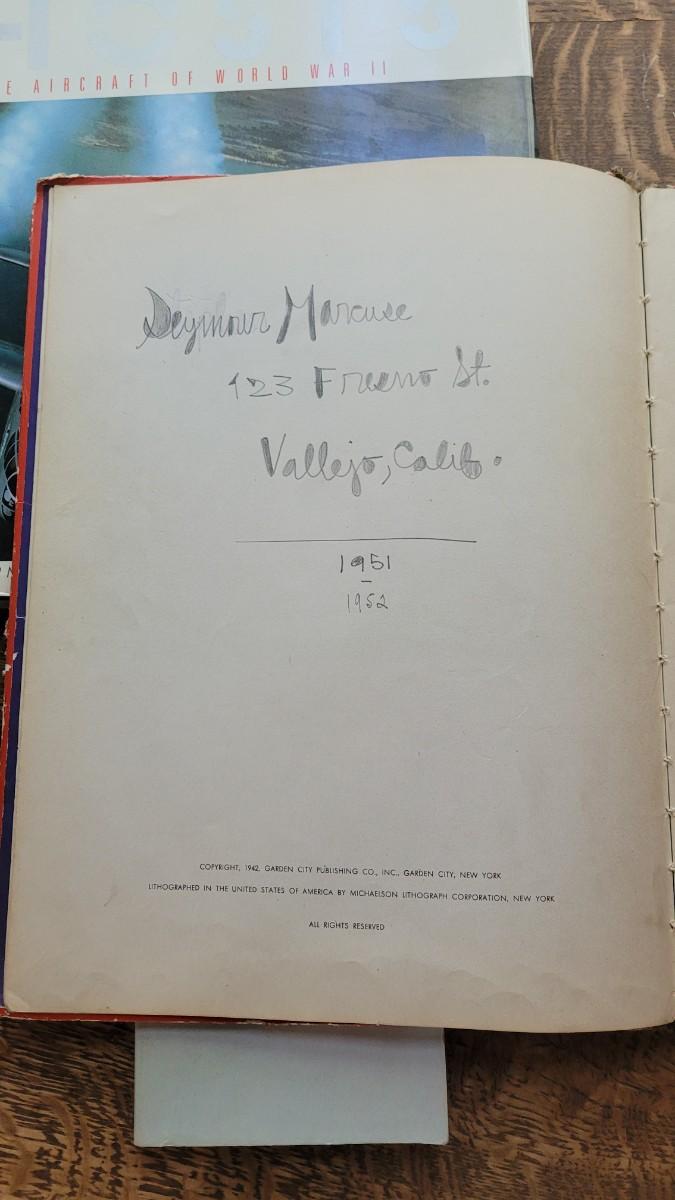 E AIRCRAFT OF WORLD WAR II
Seymour Marcuse
123 Fresno St.
Vallejo, Calif.
1951
–
1952
COPYRIGHT, 1942, GARDEN CITY PUBLISHING CO., INC., GARDEN CITY, NEW YORK
LITHOGRAPHED IN THE UNITED STATES OF AMERICA BY MICHAELSON LITHOGRAPH CORPORATION, NEW YORK
ALL RIGHTS RESERVED